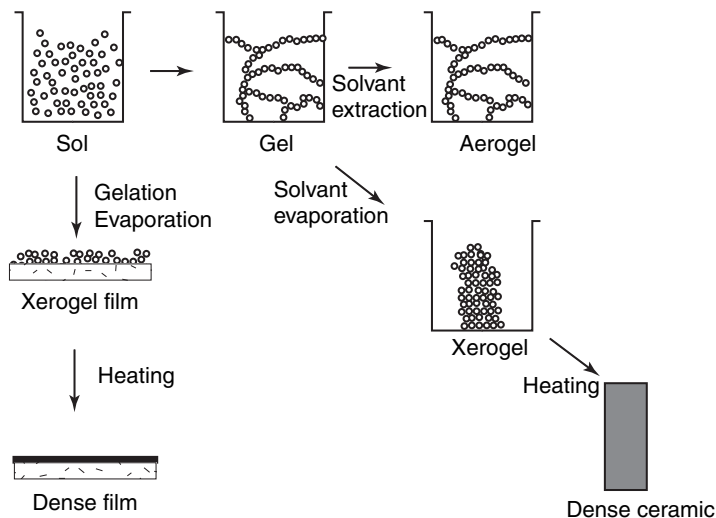 Sol
Gel
Solvant
extraction
Aerogel
Gelation
Evaporation
Solvant
evaporation
Xerogel film
Xerogel
Heating
Heating
Dense film
Dense ceramic